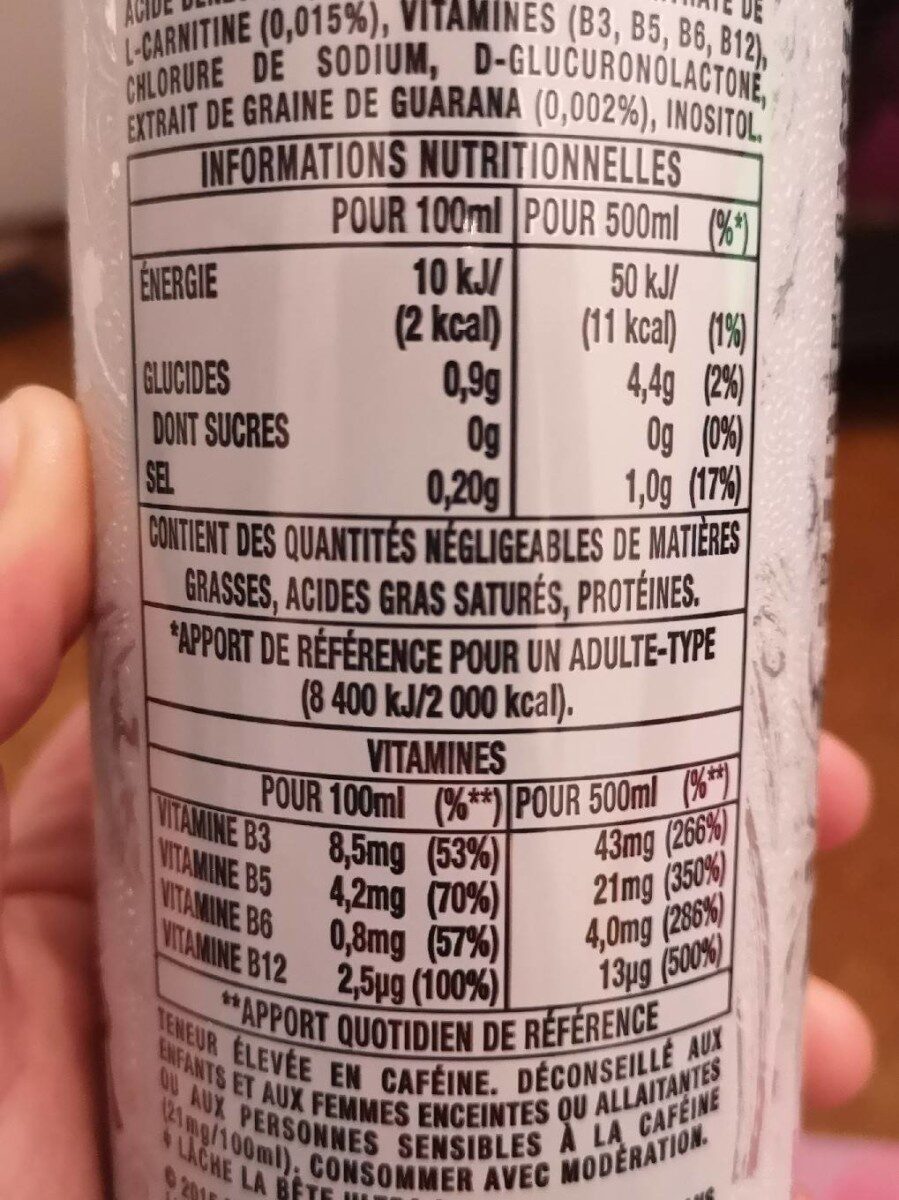 L-CARNITINE (0,015%), VITAMINES (B3, B5, B6, B12),
CHLORURE DE SODIUM, D-GLUCURONOLACTONE,
EXTRAIT DE GRAINE DE GUARANA (0,002%), INOSITOL.
INFORMATIONS NUTRITIONNELLES
POUR 100ml POUR 500ml (%*)
ÉNERGIE 10 kJ/ 50 kJ/
(2 kcal) (11 kcal) (1%)
GLUCIDES 0,9g 4,4g (2%)
DONT SUCRES 0g 0g (0%)
SEL 0,20g 1,0g (17%)
CONTIENT DES QUANTITÉS NÉGLIGEABLES DE MATIÈRES
GRASSES, ACIDES GRAS SATURÉS, PROTÉINES.
*APPORT DE RÉFÉRENCE POUR UN ADULTE-TYPE
(8 400 kJ/2 000 kcal).
VITAMINES
POUR 100ml (%**) POUR 500ml (%**)
VITAMINE B3 8,5mg (53%) 43mg (266%)
VITAMINE B5 4,2mg (70%) 21mg (350%)
VITAMINE B6 0,8mg (57%) 4,0mg (286%)
VITAMINE B12 2,5µg (100%) 13µg (500%)
**APPORT QUOTIDIEN DE RÉFÉRENCE
TENEUR ÉLEVÉE EN CAFÉINE. DÉCONSEILLÉ AUX
ENFANTS ET AUX FEMMES ENCEINTES OU ALLAITANTES
OU AUX PERSONNES SENSIBLES À LA CAFÉINE
(21mg/100ml). CONSOMMER AVEC MODÉRATION.
LÂCHE LA BÊTE